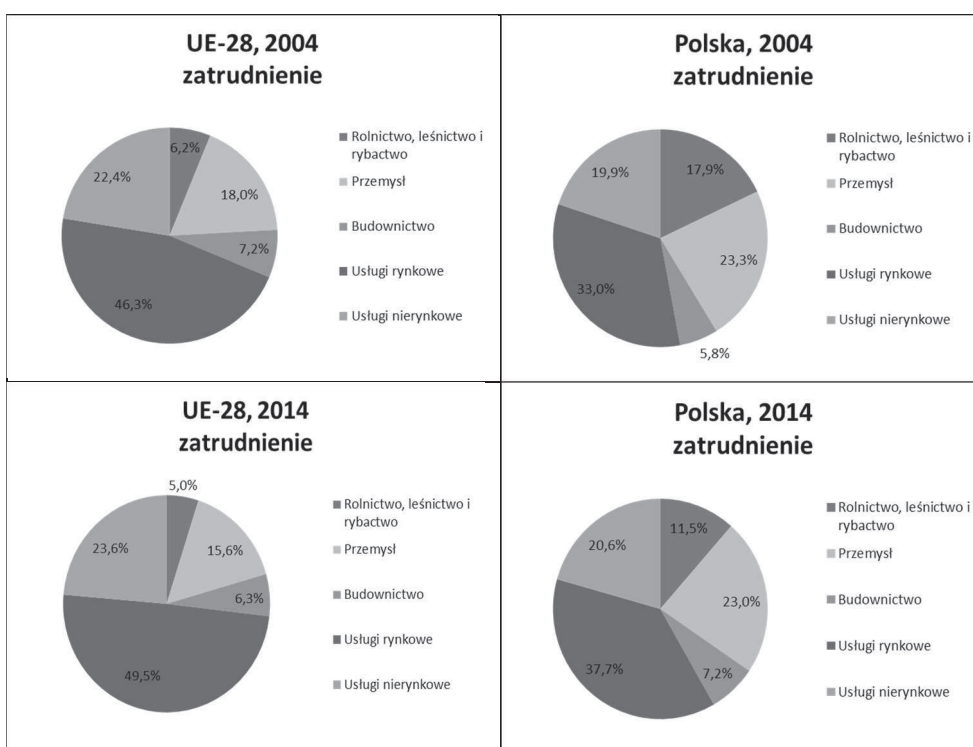 UE-28, 2004
zatrudnienie
6,2%
18,0%
7,2%
46,3%
22,4%
Rolnictwo, leśnictwo i
rybactwo
Przemysł
Budownictwo
Usługi rynkowe
Usługi nierynkowe
Polska, 2004
zatrudnienie
17,9%
23,3%
5,8%
33,0%
19,9%
Rolnictwo, leśnictwo i
rybactwo
Przemysł
Budownictwo
Usługi rynkowe
Usługi nierynkowe
UE-28, 2014
zatrudnienie
5,0%
15,6%
6,3%
49,5%
23,6%
Rolnictwo, leśnictwo i
rybactwo
Przemysł
Budownictwo
Usługi rynkowe
Usługi nierynkowe
Polska, 2014
zatrudnienie
11,5%
23,0%
7,2%
37,7%
20,6%
Rolnictwo, leśnictwo i
rybactwo
Przemysł
Budownictwo
Usługi rynkowe
Usługi nierynkowe